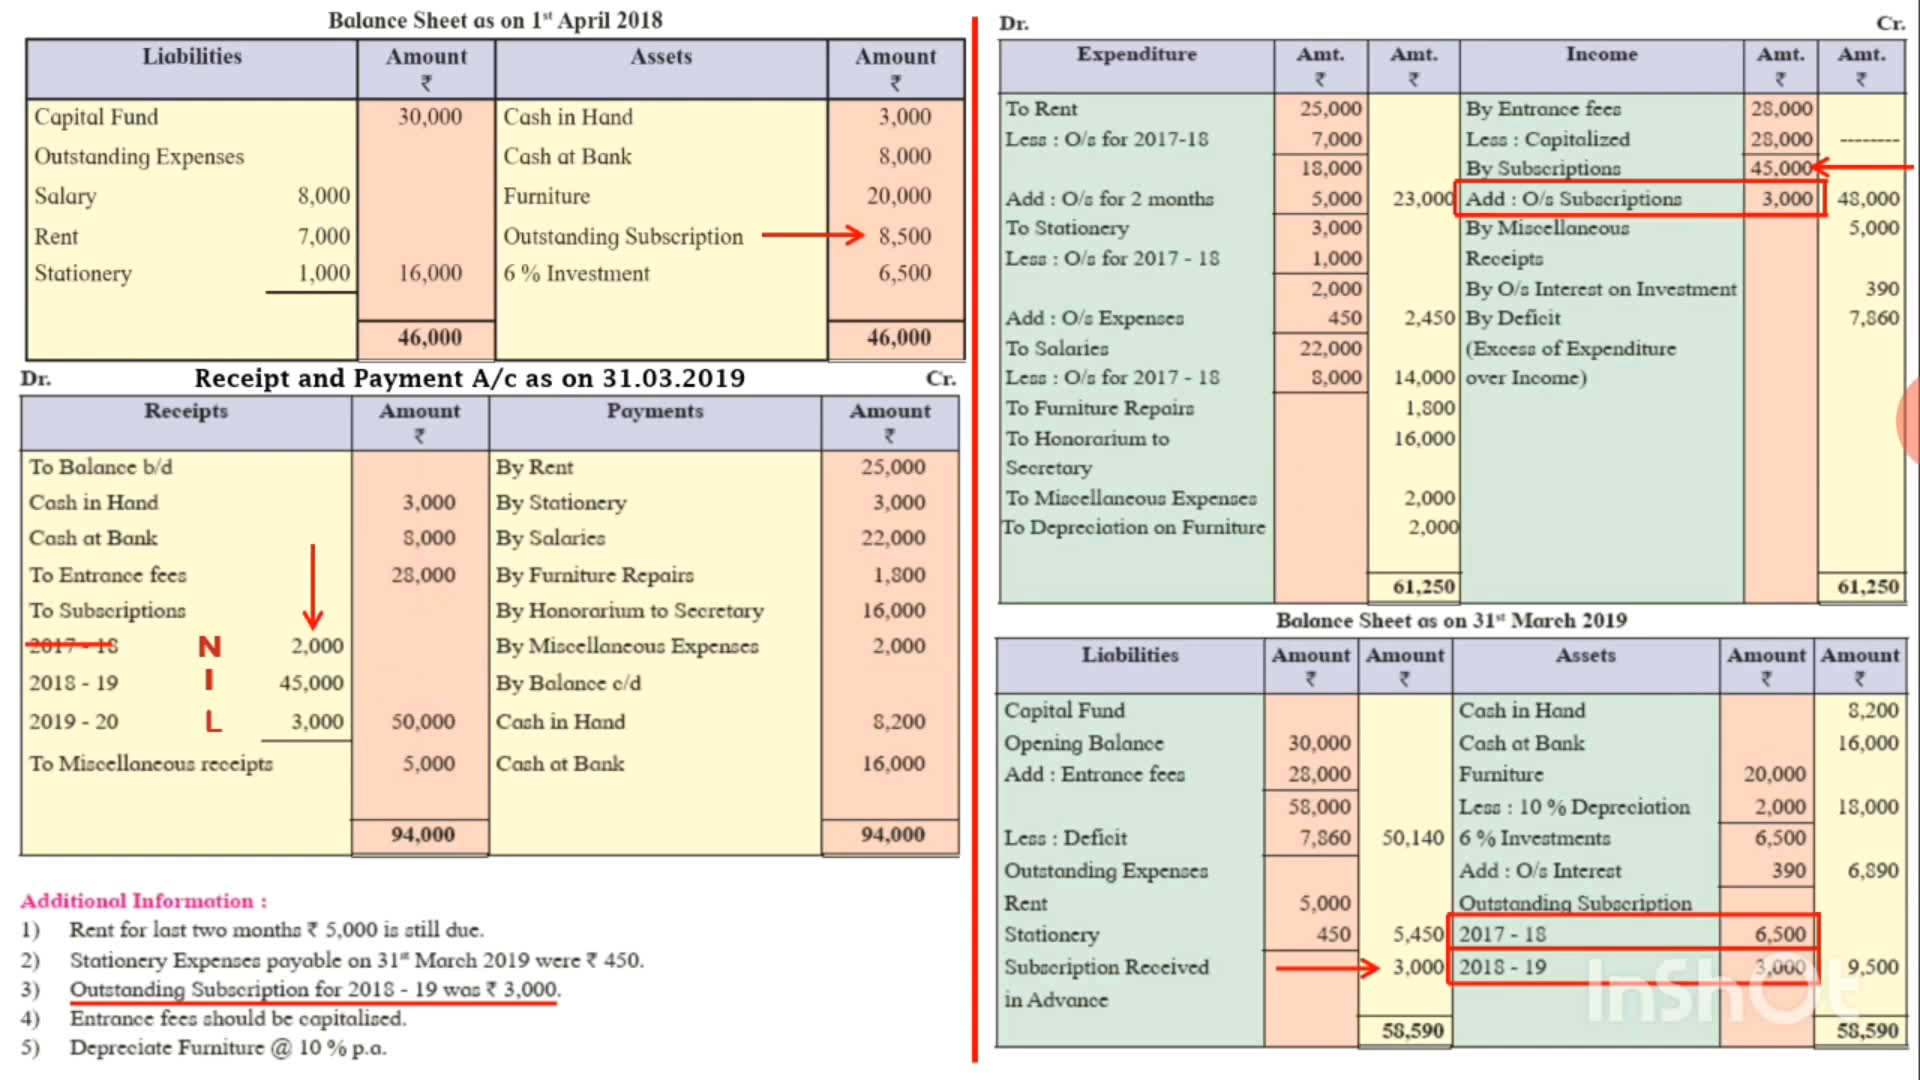 Balance Sheet as on 1st April 2018
Liabilities Amount ₹ Assets Amount ₹
Capital Fund 30,000 Cash in Hand 3,000
Outstanding Expenses Cash at Bank 8,000
Salary 8,000 Furniture 20,000
Rent 7,000 Outstanding Subscription 8,500
Stationery 1,000 16,000 6 % Investment 6,500
46,000 46,000
Dr. Receipt and Payment A/c as on 31.03.2019 Cr.
Receipts Amount ₹ Payments Amount ₹
To Balance b/d By Rent 25,000
Cash in Hand 3,000 By Stationery 3,000
Cash at Bank 8,000 By Salaries 22,000
To Entrance fees 28,000 By Furniture Repairs 1,800
To Subscriptions By Honorarium to Secretary 16,000
2017 - 18 N 2,000 By Miscellaneous Expenses 2,000
2018 - 19 I 45,000 By Balance c/d
2019 - 20 L 3,000 50,000 Cash in Hand 8,200
To Miscellaneous receipts 5,000 Cash at Bank 16,000
94,000 94,000
Additional Information :
1) Rent for last two months ₹ 5,000 is still due.
2) Stationery Expenses payable on 31st March 2019 were ₹ 450.
3) Outstanding Subscription for 2018 - 19 was ₹ 3,000.
4) Entrance fees should be capitalised.
5) Depreciate Furniture @ 10 % p.a.
Dr. Cr.
Expenditure Amt. ₹ Amt. ₹ Income Amt. ₹ Amt. ₹
To Rent 25,000 By Entrance fees 28,000
Less : O/s for 2017-18 7,000 Less : Capitalized 28,000 --------
18,000 By Subscriptions 45,000
Add : O/s for 2 months 5,000 23,000 Add : O/s Subscriptions 3,000 48,000
To Stationery 3,000 By Miscellaneous 5,000
Less : O/s for 2017 - 18 1,000 Receipts
2,000 By O/s Interest on Investment 390
Add : O/s Expenses 450 2,450 By Deficit 7,860
To Salaries 22,000 (Excess of Expenditure
Less : O/s for 2017 - 18 8,000 14,000 over Income)
To Furniture Repairs 1,800
To Honorarium to 16,000
Secretary
To Miscellaneous Expenses 2,000
To Depreciation on Furniture 2,000
61,250 61,250
Balance Sheet as on 31st March 2019
Liabilities Amount ₹ Amount ₹ Assets Amount ₹ Amount ₹
Capital Fund Cash in Hand 8,200
Opening Balance 30,000 Cash at Bank 16,000
Add : Entrance fees 28,000 Furniture 20,000
58,000 Less : 10 % Depreciation 2,000 18,000
Less : Deficit 7,860 50,140 6 % Investments 6,500
Outstanding Expenses Add : O/s Interest 390 6,890
Rent 5,000 Outstanding Subscription
Stationery 450 5,450 2017 - 18 6,500
Subscription Received 3,000 2018 - 19 3,000 9,500
in Advance
58,590 58,590
InShOt